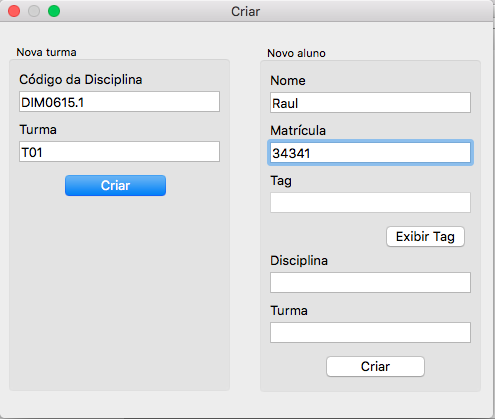 Criar
Nova turma
Código da Disciplina
DIM0615.1
Turma
T01
Criar
Novo aluno
Nome
Raul
Matrícula
34341
Tag
Exibir Tag
Disciplina
Turma
Criar